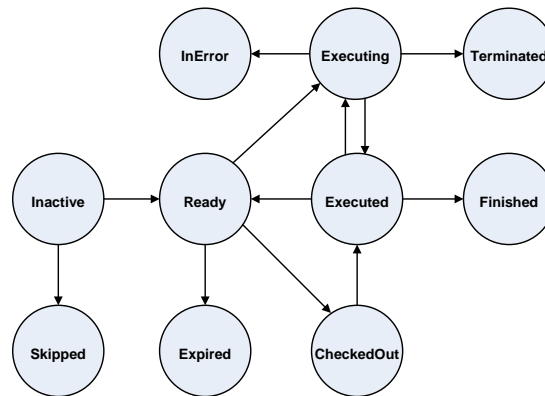 InError
Executing
Terminated
Inactive
Ready
Executed
Finished
Skipped
Expired
CheckedOut